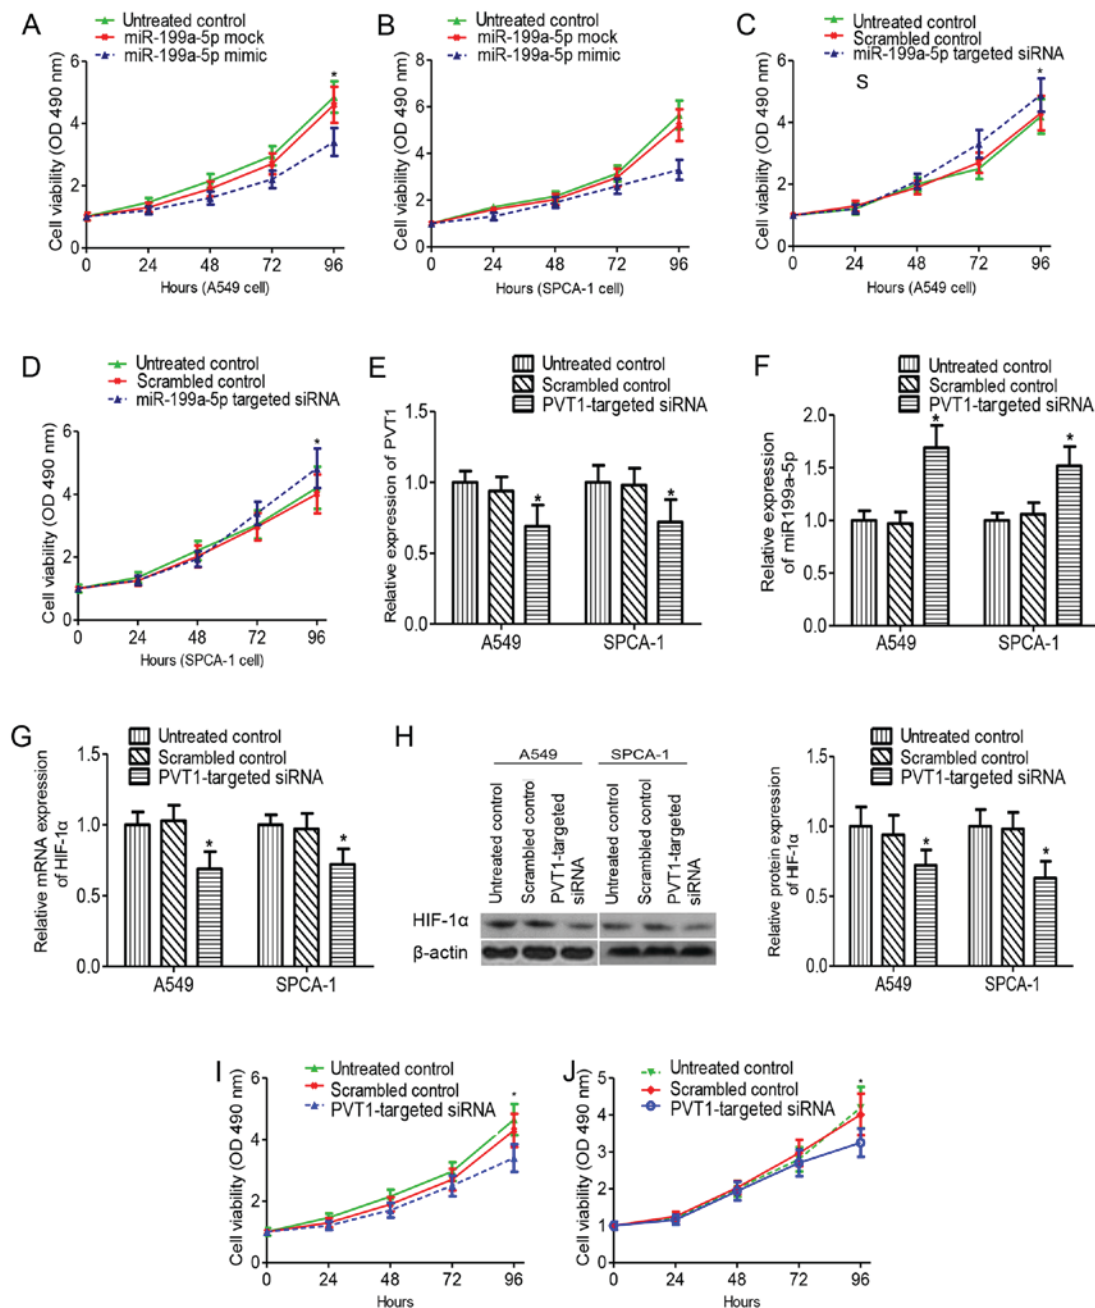 A
Untreated control
miR-199a-5p mock
miR-199a-5p mimic
Cell viability (OD 490 nm)
6
4
2
0
*
0 24 48 72 96
Hours (A549 cell)
B
Untreated control
miR-199a-5p mock
miR-199a-5p mimic
Cell viability (OD 490 nm)
8
6
4
2
0
0 24 48 72 96
Hours (SPCA-1 cell)
C
Untreated control
Scrambled control
miR-199a-5p targeted siRNA
S
Cell viability (OD 490 nm)
6
4
2
0
*
0 24 48 72 96
Hours (A549 cell)
D
Untreated control
Scrambled control
miR-199a-5p targeted siRNA
Cell viability (OD 490 nm)
6
4
2
0
*
0 24 48 72 96
Hours (SPCA-1 cell)
E
Untreated control
Scrambled control
PVT1-targeted siRNA
Relative expression of PVT1
1.5
1.0
0.5
0.0
* *
A549 SPCA-1
F
Untreated control
Scrambled control
PVT1-targeted siRNA
Relative expression
of miR199a-5p
2.0
1.5
1.0
0.5
0.0
* *
A549 SPCA-1
G
Untreated control
Scrambled control
PVT1-targeted siRNA
Relative mRNA expression
of HIF-1α
1.5
1.0
0.5
0.0
* *
A549 SPCA-1
H
A549 SPCA-1
Untreated control
Scrambled contro
PVT1-targeted
siRNA
Untreated control
Scrambled control
PVT1-targeted
siRNA
HIF-1α
β-actin
Untreated control
Scrambled control
PVT1-targeted siRNA
Relative protein expression
of HIF-1α
1.5
1.0
0.5
0.0
* *
A549 SPCA-1
I
Untreated control
Scrambled control
PVT1-targeted siRNA
Cell viability (OD 490 nm)
6
4
2
0
*
0 24 48 72 96
Hours
J
Untreated control
Scrambled control
PVT1-targeted siRNA
Cell viability (OD 490 nm)
5
4
3
2
1
0
*
0 24 48 72 96
Hours